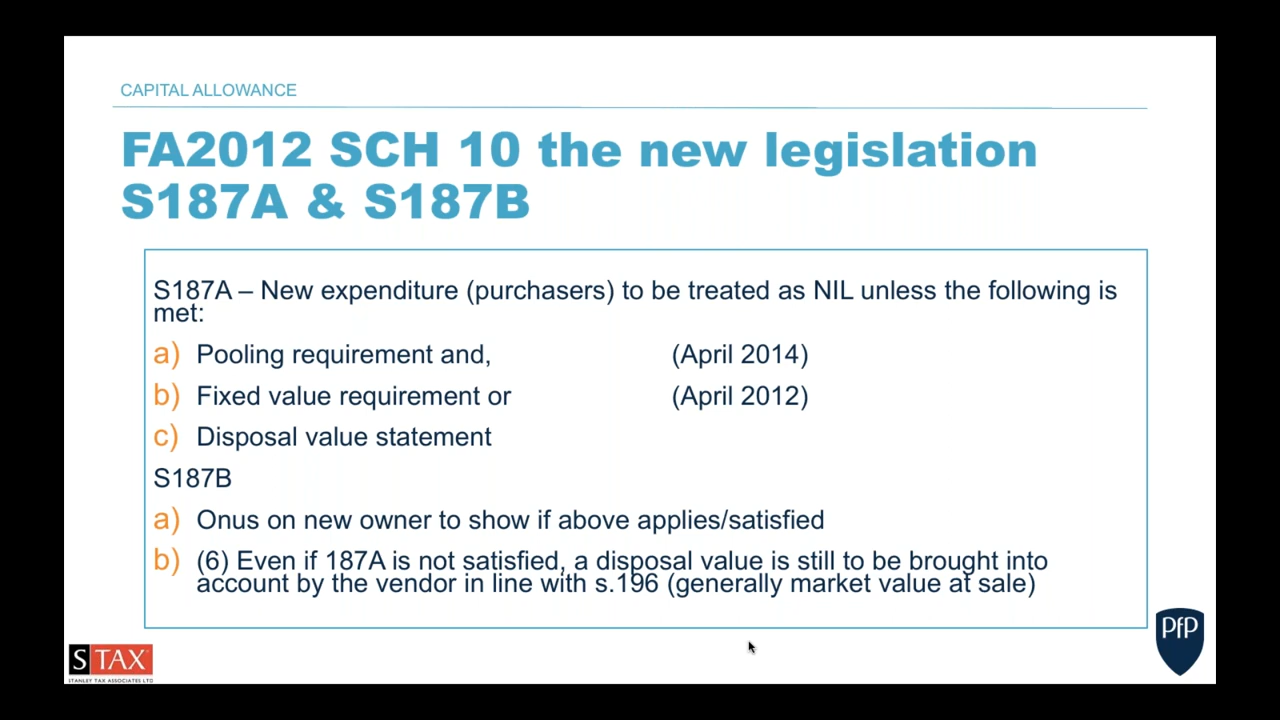 CAPITAL ALLOWANCE
FA2012 SCH 10 the new legislation
S187A & S187B
S187A – New expenditure (purchasers) to be treated as NIL unless the following is
met:
a) Pooling requirement and, (April 2014)
b) Fixed value requirement or (April 2012)
c) Disposal value statement
S187B
a) Onus on new owner to show if above applies/satisfied
b) (6) Even if 187A is not satisfied, a disposal value is still to be brought into
account by the vendor in line with s.196 (generally market value at sale)
PfP
S TAX
STANLEY TAX ASSOCIATES LTD